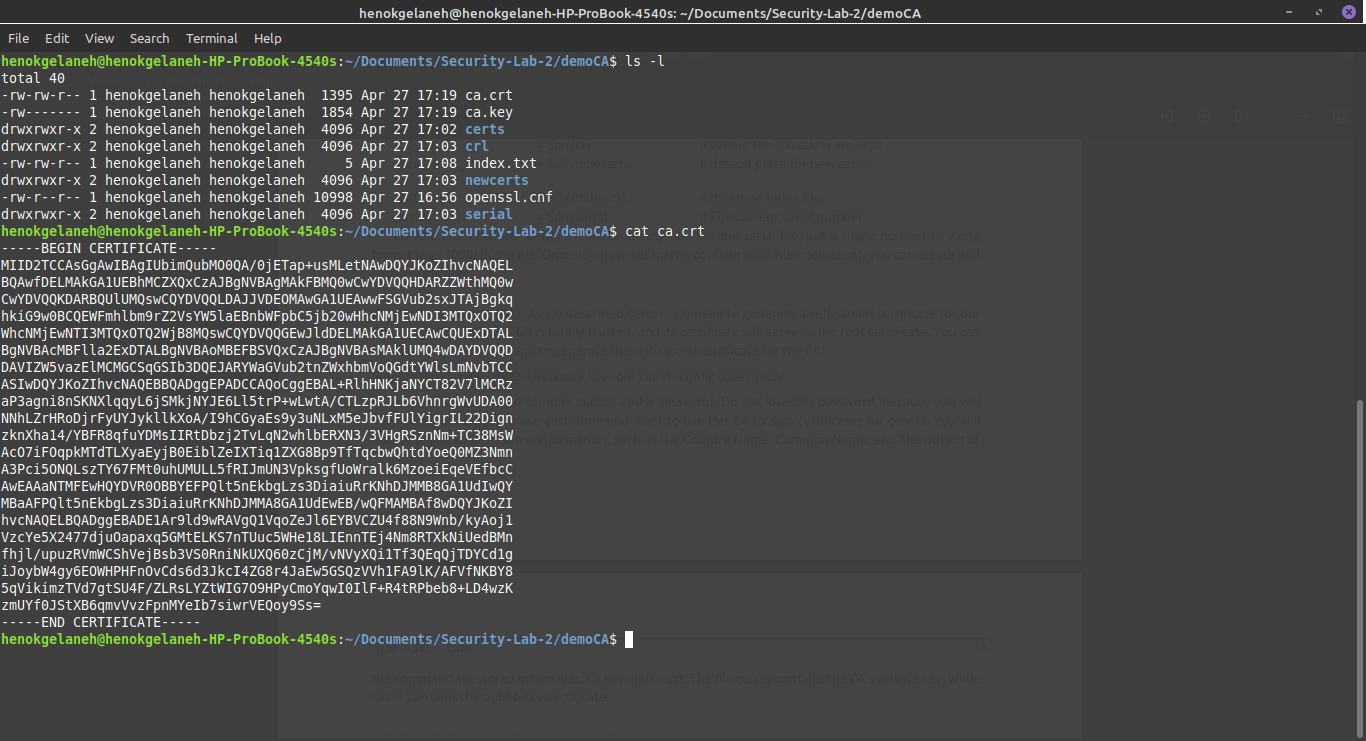 henokgelaneh@henokgelaneh-HP-ProBook-4540s: ~/Documents/Security-Lab-2/demoCA
File Edit View Search Terminal Help
henokgelaneh@henokgelaneh-HP-ProBook-4540s:~/Documents/Security-Lab-2/demoCA$ ls -l
total 40
-rw-rw-r-- 1 henokgelaneh henokgelaneh  1395 Apr 27 17:19 ca.crt
-rw------- 1 henokgelaneh henokgelaneh  1854 Apr 27 17:19 ca.key
drwxrwxr-x 2 henokgelaneh henokgelaneh  4096 Apr 27 17:02 certs
drwxrwxr-x 2 henokgelaneh henokgelaneh  4096 Apr 27 17:03 crl
-rw-rw-r-- 1 henokgelaneh henokgelaneh     5 Apr 27 17:08 index.txt
drwxrwxr-x 2 henokgelaneh henokgelaneh  4096 Apr 27 17:03 newcerts
-rw-r--r-- 1 henokgelaneh henokgelaneh 10998 Apr 27 16:56 openssl.cnf
drwxrwxr-x 2 henokgelaneh henokgelaneh  4096 Apr 27 17:03 serial
henokgelaneh@henokgelaneh-HP-ProBook-4540s:~/Documents/Security-Lab-2/demoCA$ cat ca.crt
-----BEGIN CERTIFICATE-----
MIID2TCCAsGgAwIBAgIUbimQubMO0QA/0jETap+usMLetNAwDQYJKoZIhvcNAQEL
BQAwfDELMAkGA1UEBhMCZXQxCzAJBgNVBAgMAkFBMQ0wCwYDVQQHDARZZWthMQ0w
CwYDVQQKDARBQUlUMQswCQYDVQQLDAJJVDEOMAwGA1UEAwwFSGVub2sxJTAjBgkq
hkiG9w0BCQEWFmhlbm9rZ2VsYW5laEBnbWFpbC5jb20wHhcNMjEwNDI3MTQxOTQ2
WhcNMjEwNTI3MTQxOTQ2WjB8MQswCQYDVQQGEwJldDELMAkGA1UECAwCQUExDTAL
BgNVBAcMBFlla2ExDTALBgNVBAoMBEFBSVQxCzAJBgNVBAsMAklUMQ4wDAYDVQQD
DAVIZW5vazElMCMGCSqGSIb3DQEJARYWaGVub2tnZWxhbmVoQGdtYWlsLmNvbTCC
ASIwDQYJKoZIhvcNAQEBBQADggEPADCCAQoCggEBAL+RlhHNKjaNYCT82V7lMCRz
aP3agni8nSKNXlqqyL6jSMkjNYJE6Ll5trP+wLwtA/CTLzpRJLb6VhnrgWvUDA00
NNhLZrHRoDjrFyUYJykllkXoA/I9hCGyaEs9y3uNLxM5eJbvfFUlYigrIL22Dign
zknXha14/YBFR8qfuYDMsIIRtDbzj2TvLqN2whlbERXN3/3VHgRSznNm+TC38MsW
AcO7iFOqpkMTdTLXyaEyjB0EiblZeIXTiq1ZXG8Bp9TfTqcbwQhtdYoeQ0MZ3Nmn
A3Pci5ONQLszTY67FMt0uhUMULL5fRIJmUN3VpksgfUoWralk6MzoeiEqeVEfbcC
AwEAAaNTMFEwHQYDVR0OBBYEFPQlt5nEkbgLzs3DiaiuRrKNhDJMMB8GA1UdIwQY
MBaAFPQlt5nEkbgLzs3DiaiuRrKNhDJMMA8GA1UdEwEB/wQFMAMBAf8wDQYJKoZI
hvcNAQELBQADggEBADE1Ar9ld9wRAVgQ1VqoZeJl6EYBVCZU4f88N9Wnb/kyAoj1
VzcYe5X2477djuOapaxq5GMtELKS7nTUuc5WHe18LIEnnTEj4Nm8RTXkNiUedBMn
fhjl/upuzRVmWCShVejBsb3VS0RniNkUXQ60zCjM/vNVyXQi1Tf3QEqQjTDYCd1g
iJoybW4gy6EOWHPHFnOvCds6d3JkcI4ZG8r4JaEw5GSQzVVh1FA9lK/AFVfNKBY8
5qVikimzTVd7gtSU4F/ZLRsLYZtWIG7O9HPyCmoYqwI0IlF+R4tRPbeb8+LD4wzK
zmUYf0JStXB6qmvVvzFpnMYeIb7siwrVEQoy9Ss=
-----END CERTIFICATE-----
henokgelaneh@henokgelaneh-HP-ProBook-4540s:~/Documents/Security-Lab-2/demoCA$